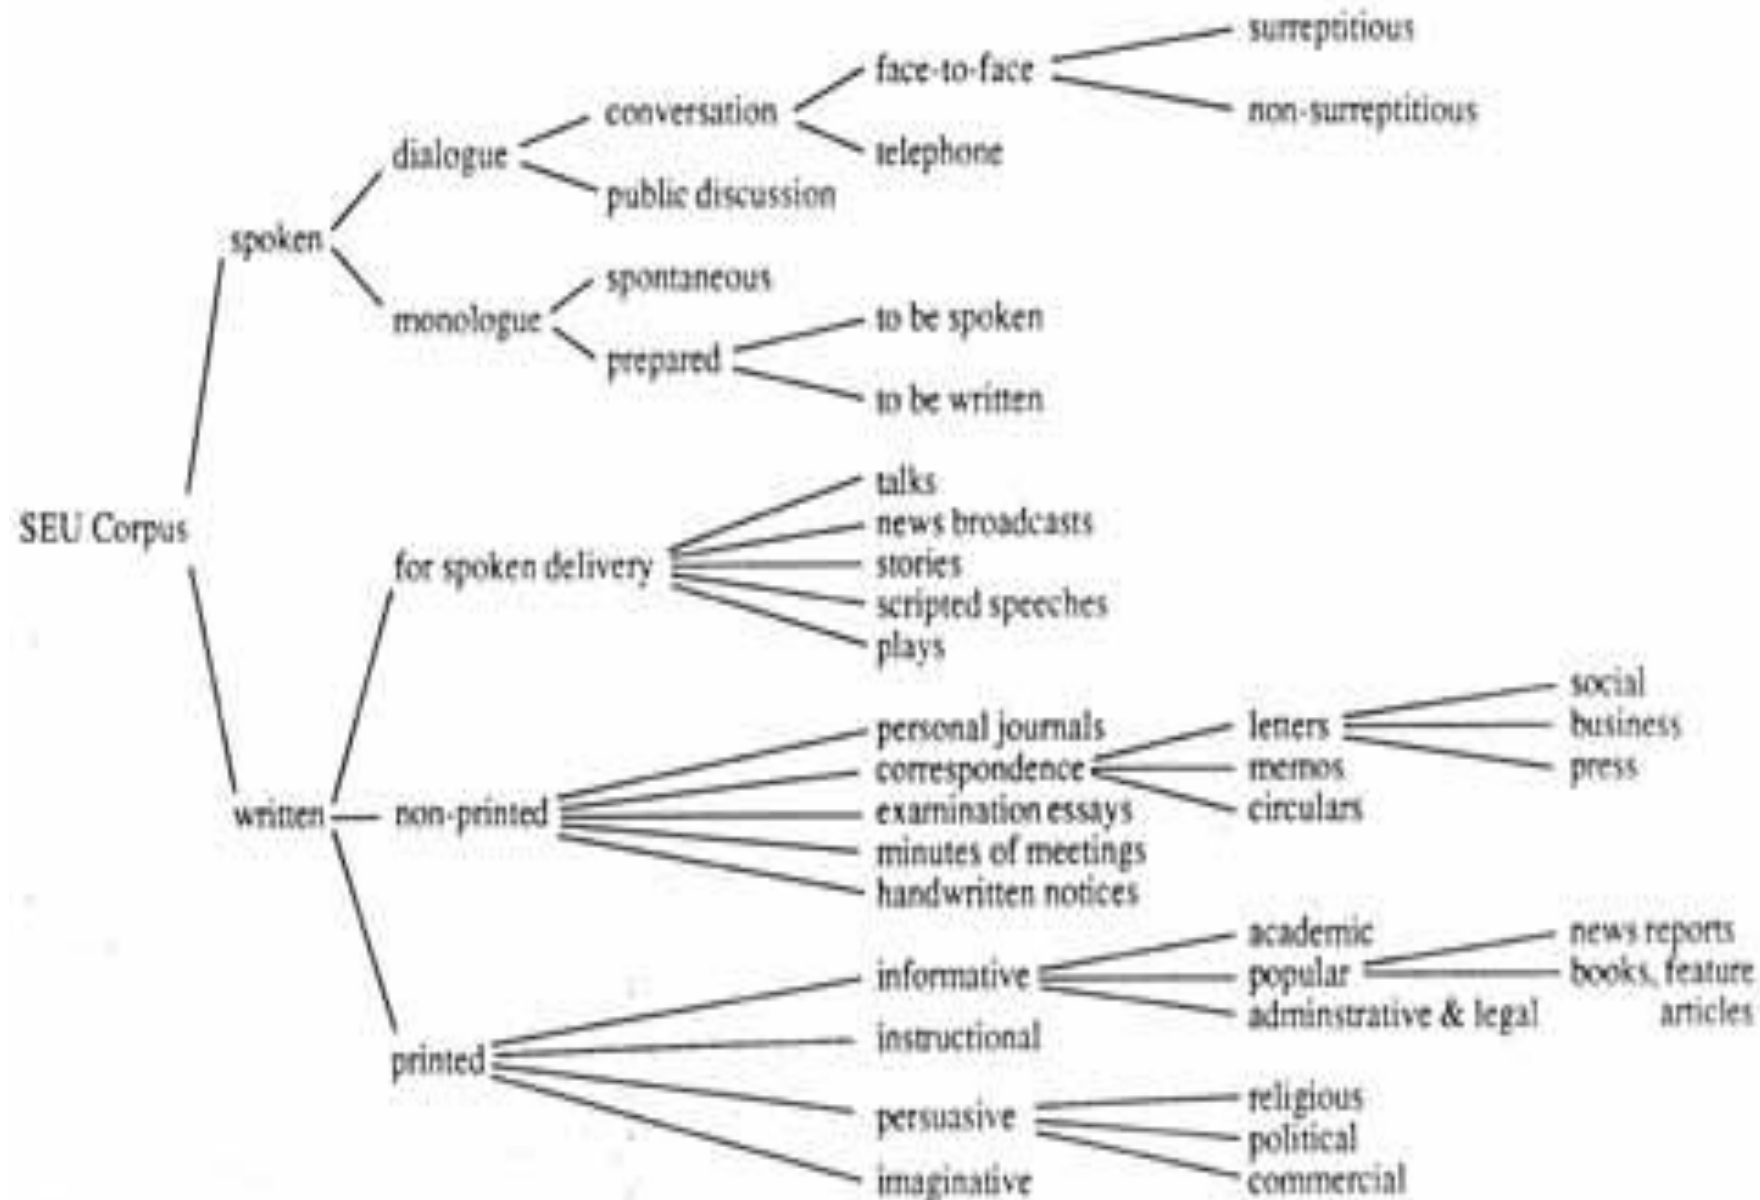 surreptitious
face-to-face
conversation
non-surreptitious
dialogue
telephone
public discussion
spoken
spontaneous
monologue
to be spoken
prepared
to be written
talks
SEU Corpus
news broadcasts
for spoken delivery
stories
scripted speeches
plays
social
personal journals
letters
business
correspondence
memos
press
written
non-printed
examination essays
circulars
minutes of meetings
handwritten notices
academic
news reports
informative
popular
books, feature
adminstrative & legal
articles
instructional
printed
religious
persuasive
political
imaginative
commercial